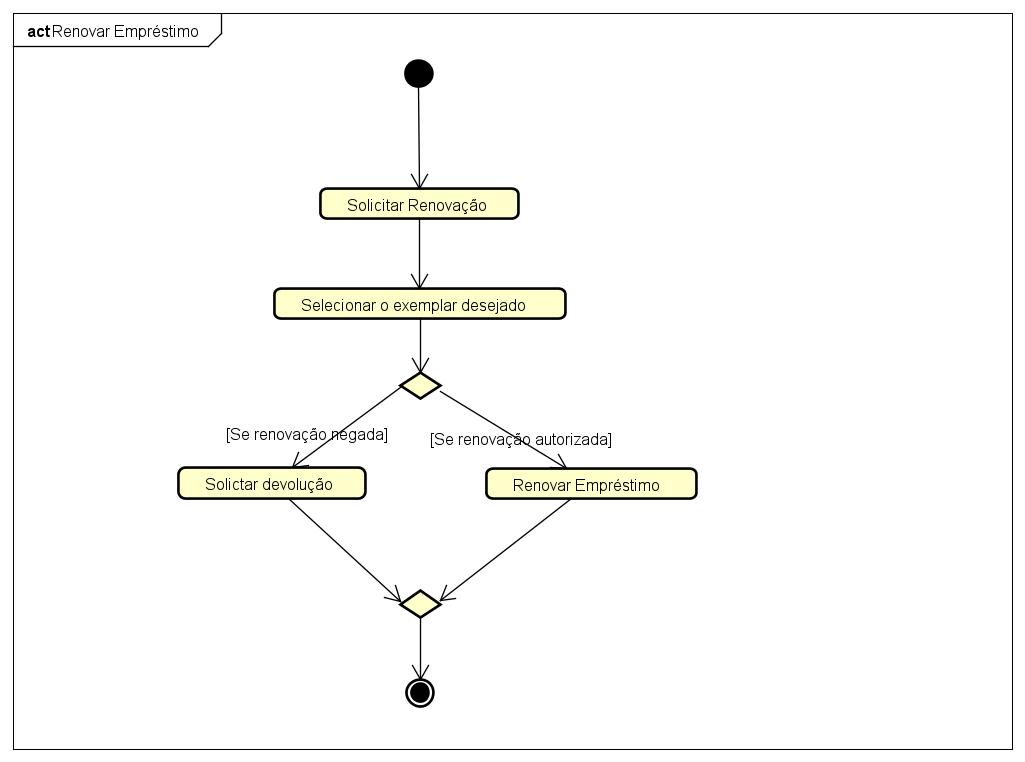 act Renovar Empréstimo
Solicitar Renovação
Selecionar o exemplar desejado
[Se renovação negada]
[Se renovação autorizada]
Solictar devolução
Renovar Empréstimo